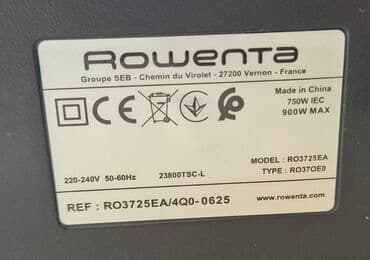 Rowenta
Groupe SEB - Chemin du Virolet - 27200 Vernon - France
Made in China
750W IEC
900W MAX
220-240V 50-60Hz 23800TSC-L
MODEL : RO3725EA
TYPE : RO37OE0
REF : RO3725EA/4Q0-0625
www.rowenta.com